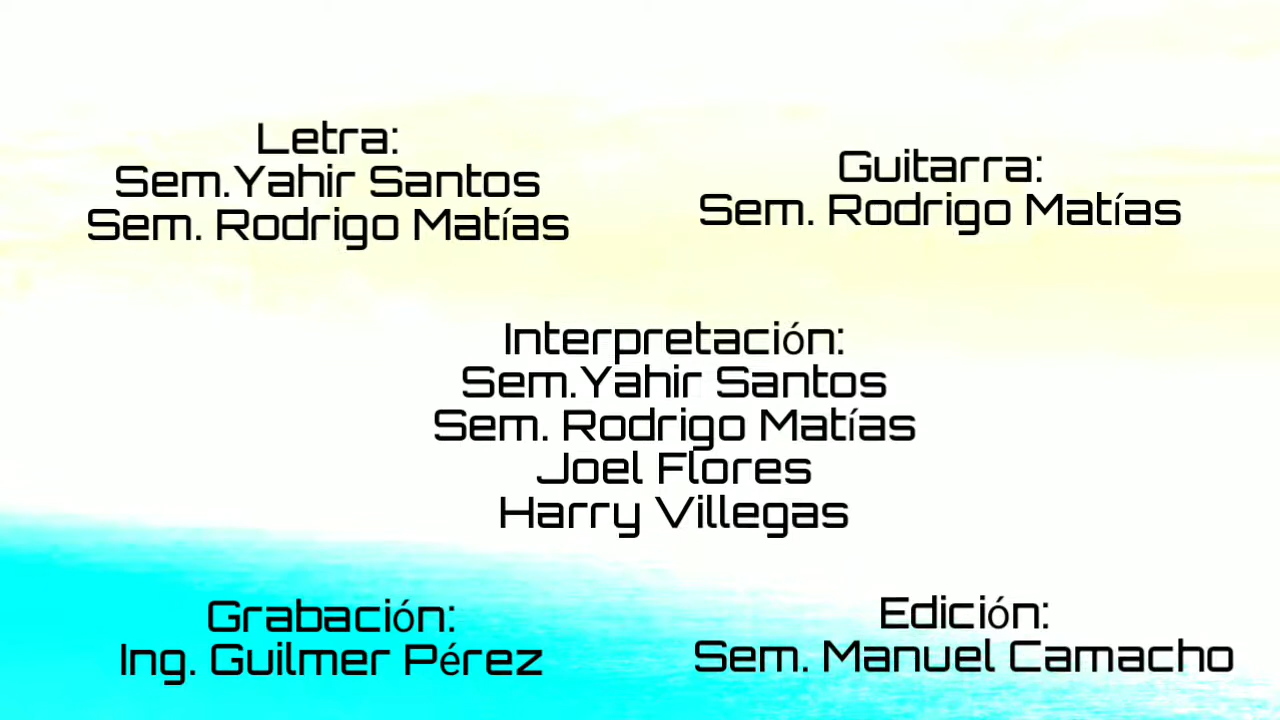 Letra:
Sem.Yahir Santos
Sem. Rodrigo Matías
Guitarra:
Sem. Rodrigo Matías
Interpretación:
Sem.Yahir Santos
Sem. Rodrigo Matías
Joel Flores
Harry Villegas
Grabación:
Ing. Guilmer Pérez
Edición:
Sem. Manuel Camacho